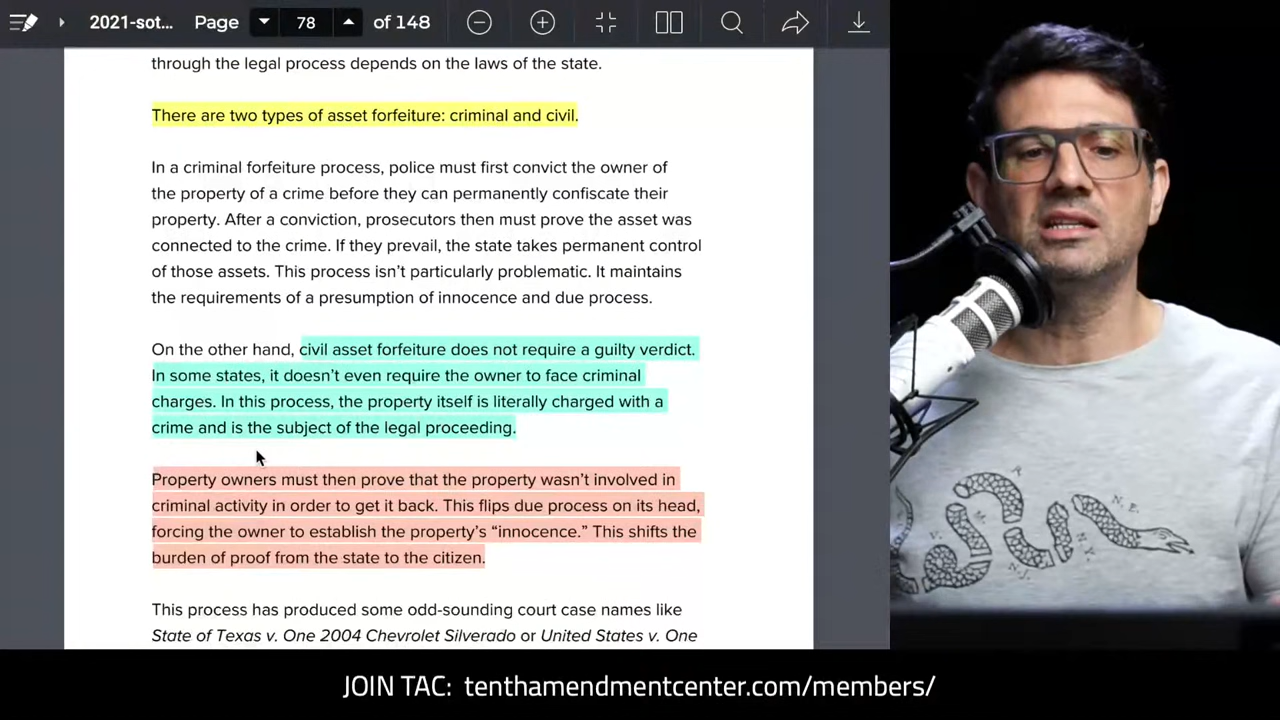 2021-sot...
Page
78
of 148
through the legal process depends on the laws of the state.
There are two types of asset forfeiture: criminal and civil.
In a criminal forfeiture process, police must first convict the owner of
the property of a crime before they can permanently confiscate their
property. After a conviction, prosecutors then must prove the asset was
connected to the crime. If they prevail, the state takes permanent control
of those assets. This process isn’t particularly problematic. It maintains
the requirements of a presumption of innocence and due process.
On the other hand, civil asset forfeiture does not require a guilty verdict.
In some states, it doesn’t even require the owner to face criminal
charges. In this process, the property itself is literally charged with a
crime and is the subject of the legal proceeding.
Property owners must then prove that the property wasn’t involved in
criminal activity in order to get it back. This flips due process on its head,
forcing the owner to establish the property’s “innocence.” This shifts the
burden of proof from the state to the citizen.
This process has produced some odd-sounding court case names like
State of Texas v. One 2004 Chevrolet Silverado or United States v. One
N.E.
N.Y.
N.J.
M.
V.
JOIN TAC: tenthamendmentcenter.com/members/